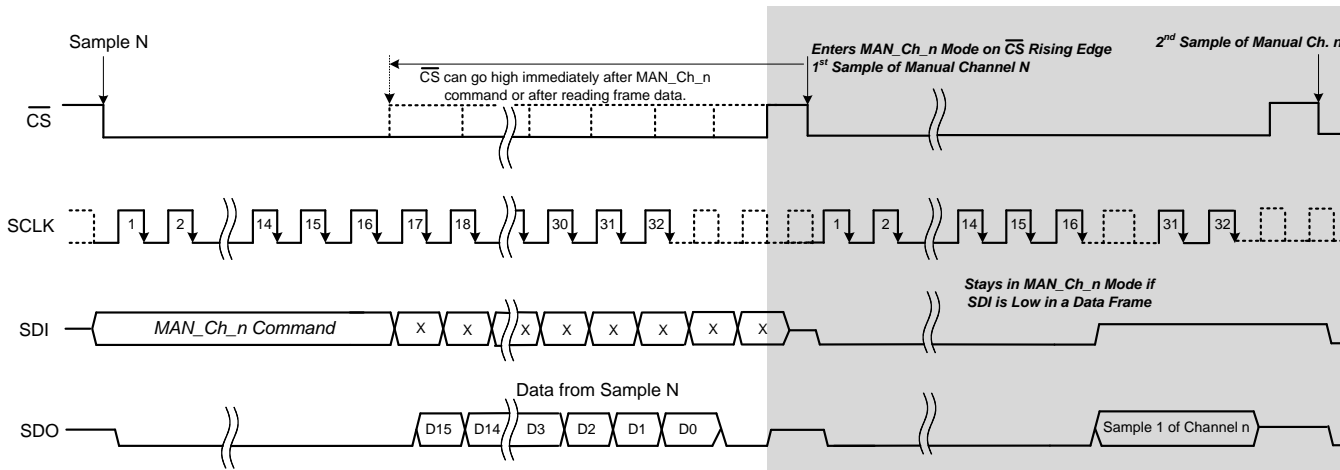 Sample N
Enters MAN_Ch_n Mode on CS Rising Edge
1st Sample of Manual Channel N
2nd Sample of Manual Ch. n
CS can go high immediately after MAN_Ch_n
command or after reading frame data.
CS
SCLK
1 2 14 15 16 17 18 30 31 32 1 2 14 15 16 31 32
Stays in MAN_Ch_n Mode if
SDI is Low in a Data Frame
SDI
MAN_Ch_n Command X X X X X X X X
Data from Sample N
SDO
D15 D14 D3 D2 D1 D0 Sample 1 of Channel n